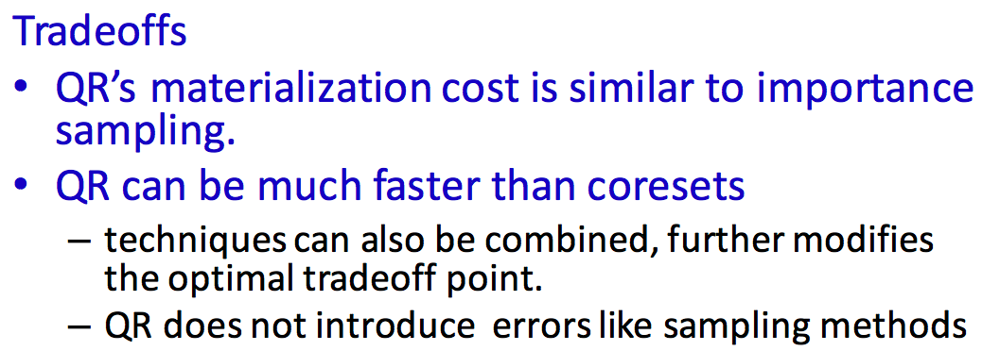 Tradeoffs
• QR’s materialization cost is similar to importance
sampling.
• QR can be much faster than coresets
– techniques can also be combined, further modifies
the optimal tradeoff point.
– QR does not introduce  errors like sampling methods